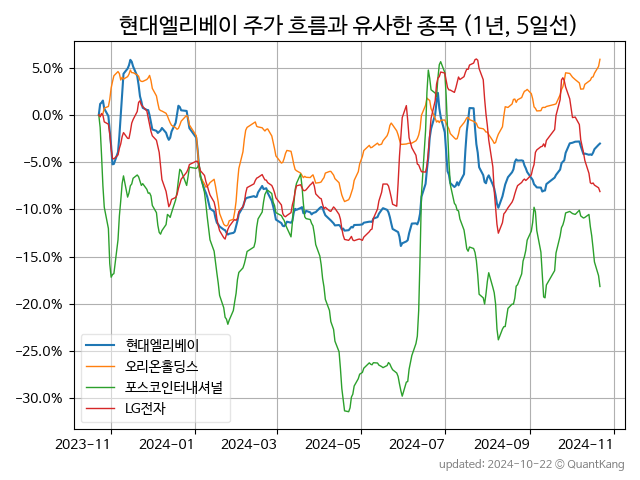 현대엘리베이 주가 흐름과 유사한 종목 (1년, 5일선)
5.0%
0.0%
−5.0%
−10.0%
−15.0%
−20.0%
−25.0%
−30.0%
현대엘리베이
오리온홀딩스
포스코인터내셔널
LG전자
2023-11 2024-01 2024-03 2024-05 2024-07 2024-09 2024-11
updated: 2024-10-22 © QuantKang